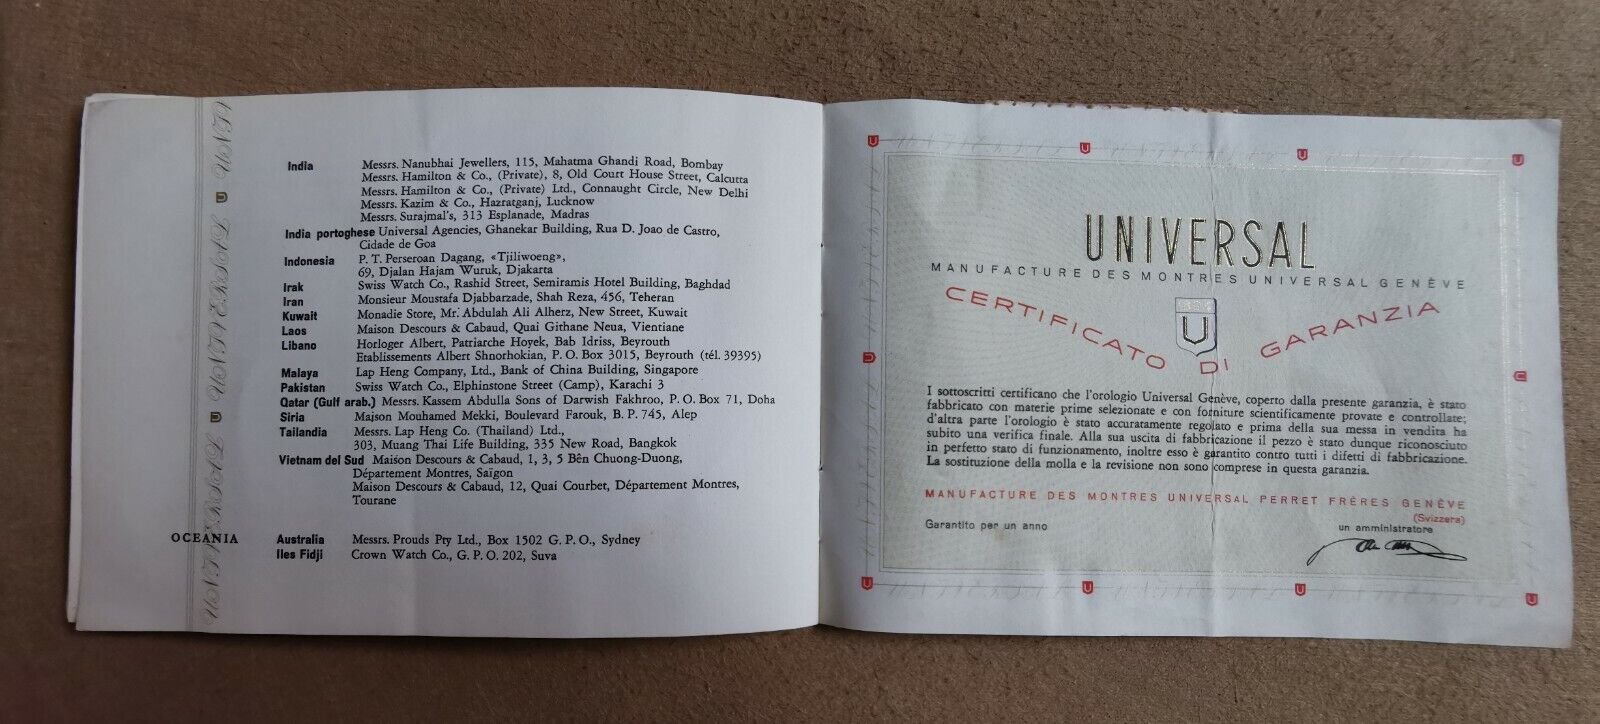 India Messrs. Nanubhai Jewellers, 115, Mahatma Ghandi Road, Bombay
Messrs. Hamilton & Co., (Private), 8, Old Court House Street, Calcutta
Messrs. Hamilton & Co., (Private) Ltd., Connaught Circle, New Delhi
Messrs. Kazim & Co., Hazratganj, Lucknow
Messrs. Surajmal's, 313 Esplanade, Madras
India portoghese Universal Agencies, Ghanekar Building, Rua D. Joao de Castro,
Cidade de Goa
Indonesia P. T. Perseroan Dagang, «Tjiliwoeng»,
69, Djalan Hajam Wuruk, Djakarta
Irak Swiss Watch Co., Rashid Street, Semiramis Hotel Building, Baghdad
Iran Monsieur Moustafa Djabbarzade, Shah Reza, 456, Teheran
Kuwait Monadie Store, Mr. Abdulah Ali Alherz, New Street, Kuwait
Laos Maison Descours & Cabaud, Quai Githane Neua, Vientiane
Libano Horloger Albert, Patriarche Hoyek, Bab Idriss, Beyrouth
Etablissements Albert Shnorhokian, P. O. Box 3015, Beyrouth (tél. 39395)
Malaya Lap Heng Company, Ltd., Bank of China Building, Singapore
Pakistan Swiss Watch Co., Elphinstone Street (Camp), Karachi 3
Qatar (Gulf arab.) Messrs. Kassem Abdulla Sons of Darwish Fakhroo, P. O. Box 71, Doha
Siria Maison Mouhamed Mekki, Boulevard Farouk, B. P. 745, Alep
Tailandia Messrs. Lap Heng Co. (Thailand) Ltd.,
303, Muang Thai Life Building, 335 New Road, Bangkok
Vietnam del Sud Maison Descours & Cabaud, 1, 3, 5 Bên Chuong-Duong,
Département Montres, Saïgon
Maison Descours & Cabaud, 12, Quai Courbet, Département Montres,
Tourane
OCEANIA Australia Messrs. Prouds Pty Ltd., Box 1502 G. P. O., Sydney
Iles Fidji Crown Watch Co., G. P. O. 202, Suva
UNIVERSAL U UNIVERSAL U UNIV
UNIVERSAL
MANUFACTURE DES MONTRES UNIVERSAL GENÈVE
CERTIFICATO DI GARANZIA
U
I sottoscritti certificano che l'orologio Universal Genève, coperto dalla presente garanzia, è stato
fabbricato con materie prime selezionate e con forniture scientificamente provate e controllate;
d'altra parte l'orologio è stato accuratamente regolato e prima della sua messa in vendita ha
subito una verifica finale. Alla sua uscita di fabbricazione il pezzo è stato dunque riconosciuto
in perfetto stato di funzionamento, inoltre esso è garantito contro tutti i difetti di fabbricazione.
La sostituzione della molla e la revisione non sono comprese in questa garanzia.
MANUFACTURE DES MONTRES UNIVERSAL PERRET FRÈRES GENÈVE
(Svizzera)
Garantito per un anno un amministratore